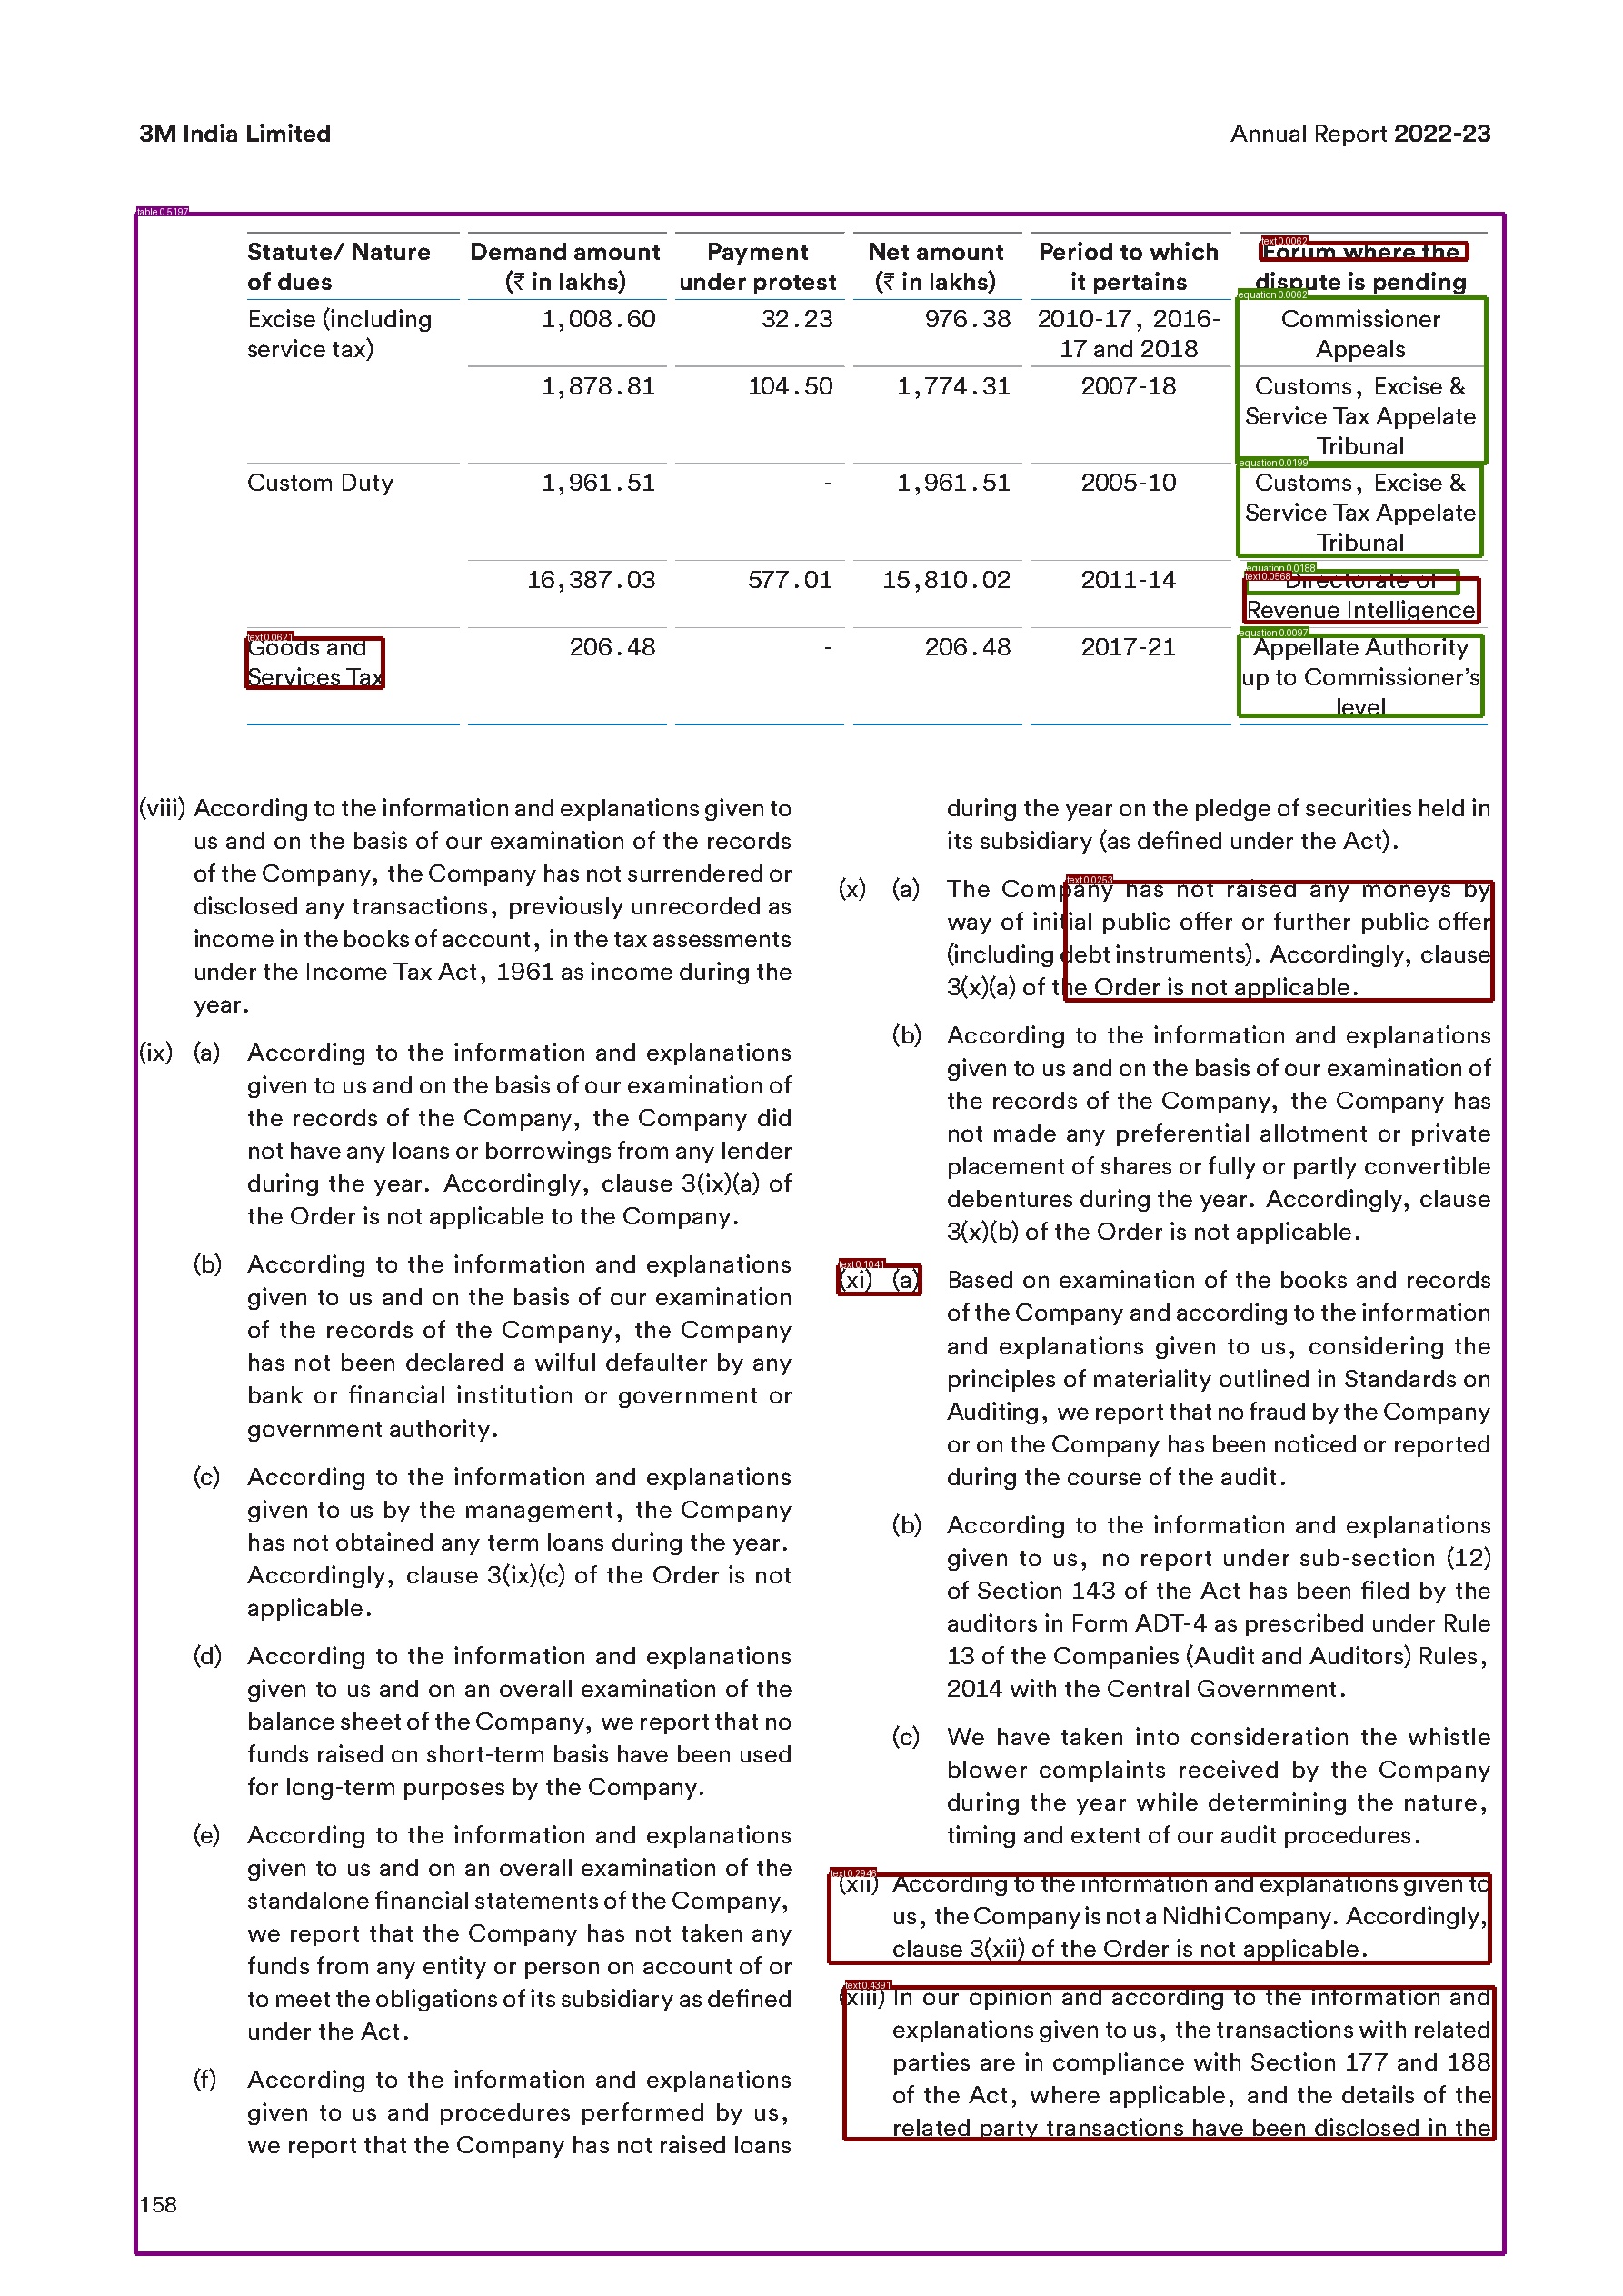 3M India Limited
Annual Report 2022-23
table 0.5197
Statute/ Nature of dues
Demand amount (₹ in lakhs)
Payment under protest
Net amount (₹ in lakhs)
Period to which it pertains
text 0.0062
Forum where the dispute is pending
equation 0.0062
Excise (including service tax)
1,008.60
32.23
976.38
2010-17, 2016-17 and 2018
Commissioner Appeals
1,878.81
104.50
1,774.31
2007-18
Customs, Excise & Service Tax Appelate Tribunal
equation 0.0199
Custom Duty
1,961.51
-
1,961.51
2005-10
Customs, Excise & Service Tax Appelate Tribunal
equation 0.0188
text 0.0568
16,387.03
577.01
15,810.02
2011-14
Directorate of Revenue Intelligence
equation 0.0097
text 0.0621
Goods and Services Tax
206.48
-
206.48
2017-21
Appellate Authority up to Commissioner’s level
(viii) According to the information and explanations given to
us and on the basis of our examination of the records
of the Company, the Company has not surrendered or
disclosed any transactions, previously unrecorded as
income in the books of account, in the tax assessments
under the Income Tax Act, 1961 as income during the
year.
(ix) (a) According to the information and explanations
given to us and on the basis of our examination of
the records of the Company, the Company did
not have any loans or borrowings from any lender
during the year. Accordingly, clause 3(ix)(a) of
the Order is not applicable to the Company.
(b) According to the information and explanations
given to us and on the basis of our examination
of the records of the Company, the Company
has not been declared a wilful defaulter by any
bank or financial institution or government or
government authority.
(c) According to the information and explanations
given to us by the management, the Company
has not obtained any term loans during the year.
Accordingly, clause 3(ix)(c) of the Order is not
applicable.
(d) According to the information and explanations
given to us and on an overall examination of the
balance sheet of the Company, we report that no
funds raised on short-term basis have been used
for long-term purposes by the Company.
(e) According to the information and explanations
given to us and on an overall examination of the
standalone financial statements of the Company,
we report that the Company has not taken any
funds from any entity or person on account of or
to meet the obligations of its subsidiary as defined
under the Act.
(f) According to the information and explanations
given to us and procedures performed by us,
we report that the Company has not raised loans
during the year on the pledge of securities held in
its subsidiary (as defined under the Act).
text 0.0253
(x) (a) The Company has not raised any moneys by
way of initial public offer or further public offer
(including debt instruments). Accordingly, clause
3(x)(a) of the Order is not applicable.
(b) According to the information and explanations
given to us and on the basis of our examination of
the records of the Company, the Company has
not made any preferential allotment or private
placement of shares or fully or partly convertible
debentures during the year. Accordingly, clause
3(x)(b) of the Order is not applicable.
text 0.1041
(xi) (a) Based on examination of the books and records
of the Company and according to the information
and explanations given to us, considering the
principles of materiality outlined in Standards on
Auditing, we report that no fraud by the Company
or on the Company has been noticed or reported
during the course of the audit.
(b) According to the information and explanations
given to us, no report under sub-section (12)
of Section 143 of the Act has been filed by the
auditors in Form ADT-4 as prescribed under Rule
13 of the Companies (Audit and Auditors) Rules,
2014 with the Central Government.
(c) We have taken into consideration the whistle
blower complaints received by the Company
during the year while determining the nature,
timing and extent of our audit procedures.
text 0.2946
(xii) According to the information and explanations given to
us, the Company is not a Nidhi Company. Accordingly,
clause 3(xii) of the Order is not applicable.
text 0.4391
(xiii) In our opinion and according to the information and
explanations given to us, the transactions with related
parties are in compliance with Section 177 and 188
of the Act, where applicable, and the details of the
related party transactions have been disclosed in the
158